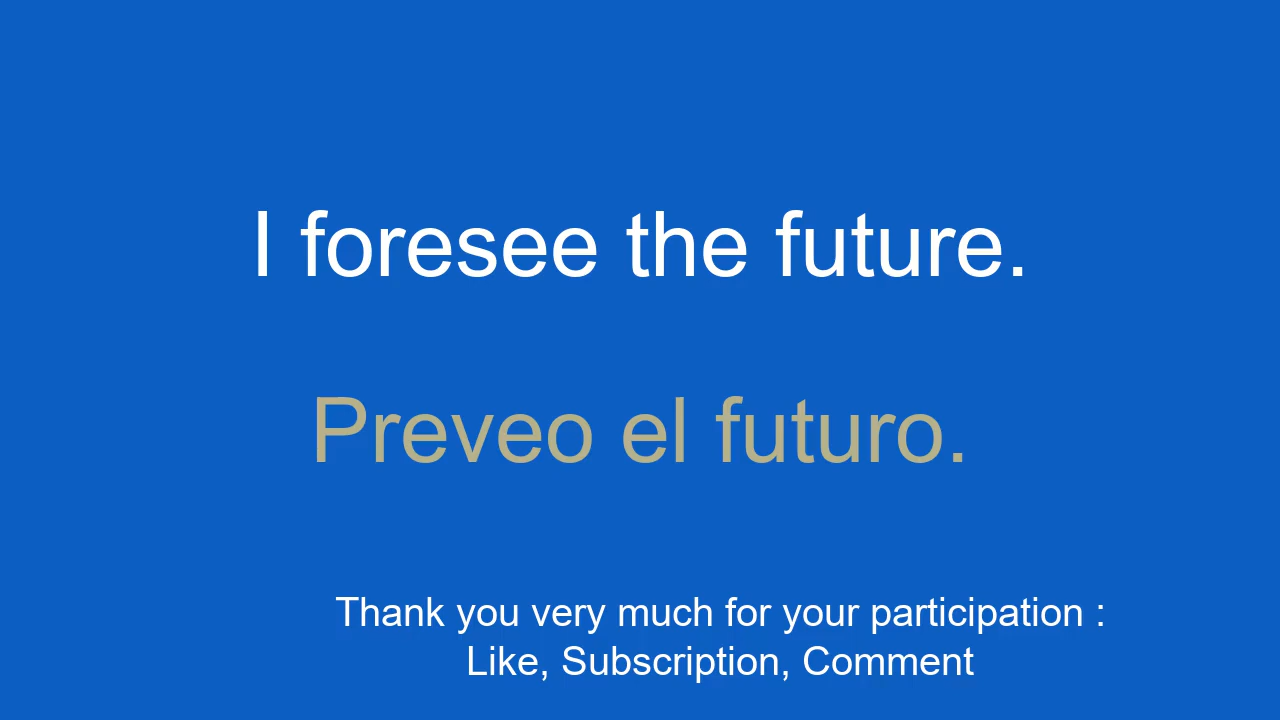 I foresee the future.
Preveo el futuro.
Thank you very much for your participation :
Like, Subscription, Comment